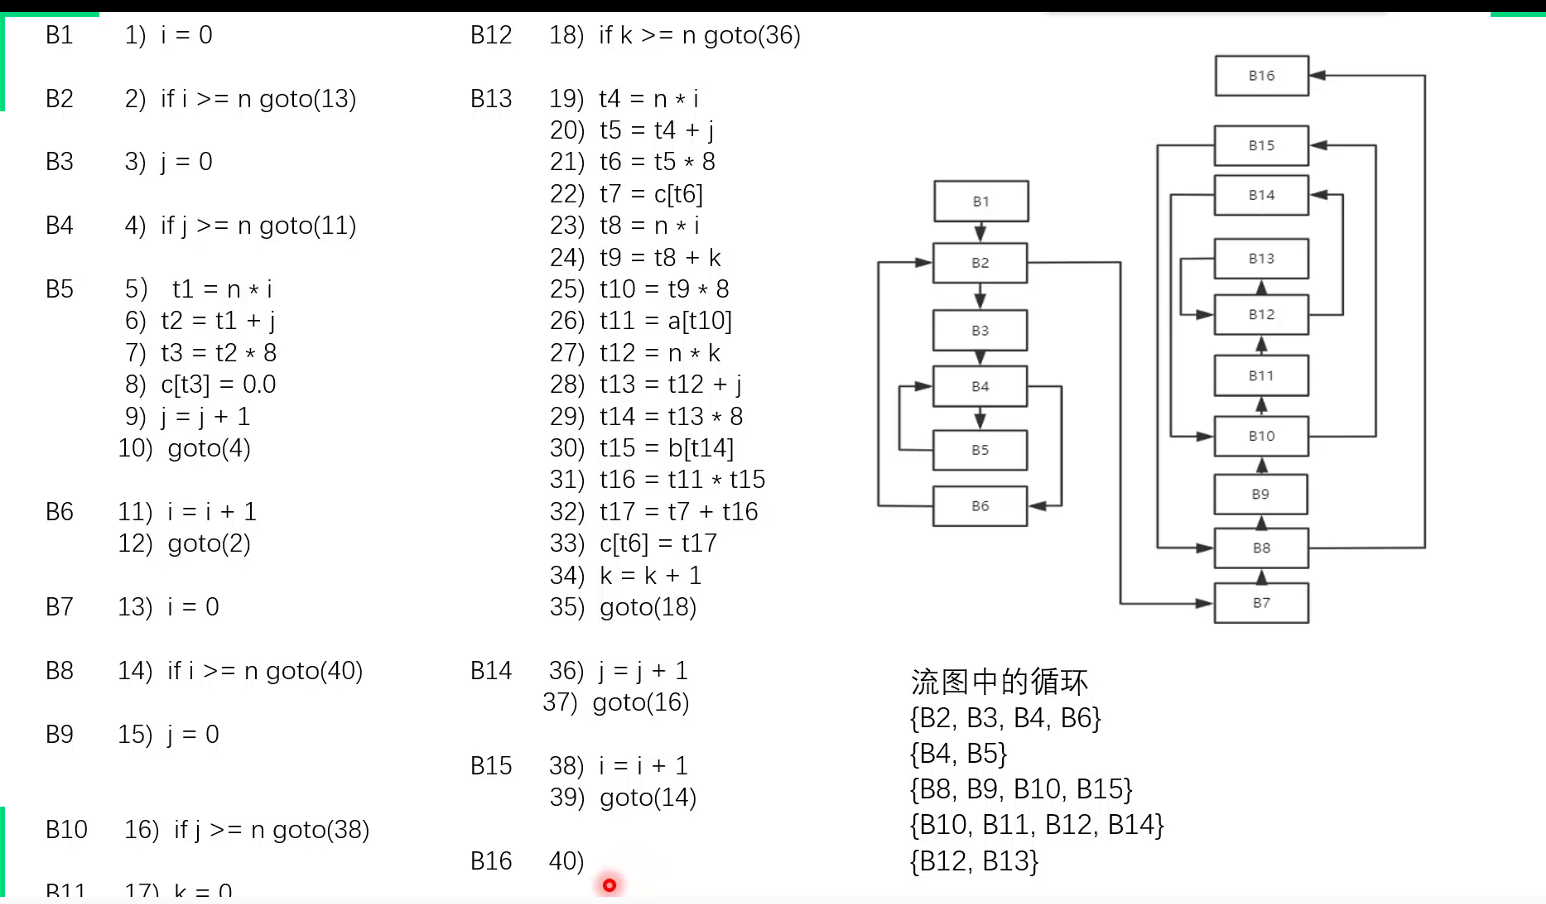 B1 1) i = 0
B2 2) if i >= n goto(13)
B3 3) j = 0
B4 4) if j >= n goto(11)
B5 5) t1 = n * i
6) t2 = t1 + j
7) t3 = t2 * 8
8) c[t3] = 0.0
9) j = j + 1
10) goto(4)
B6 11) i = i + 1
12) goto(2)
B7 13) i = 0
B8 14) if i >= n goto(40)
B9 15) j = 0
B10 16) if j >= n goto(38)
B11 17) k = 0
B12 18) if k >= n goto(36)
B13 19) t4 = n * i
20) t5 = t4 + j
21) t6 = t5 * 8
22) t7 = c[t6]
23) t8 = n * i
24) t9 = t8 + k
25) t10 = t9 * 8
26) t11 = a[t10]
27) t12 = n * k
28) t13 = t12 + j
29) t14 = t13 * 8
30) t15 = b[t14]
31) t16 = t11 * t15
32) t17 = t7 + t16
33) c[t6] = t17
34) k = k + 1
35) goto(18)
B14 36) j = j + 1
37) goto(16)
B15 38) i = i + 1
39) goto(14)
B16 40)
B1
B2
B3
B4
B5
B6
B16
B15
B14
B13
B12
B11
B10
B9
B8
B7
流图中的循环
{B2, B3, B4, B6}
{B4, B5}
{B8, B9, B10, B15}
{B10, B11, B12, B14}
{B12, B13}